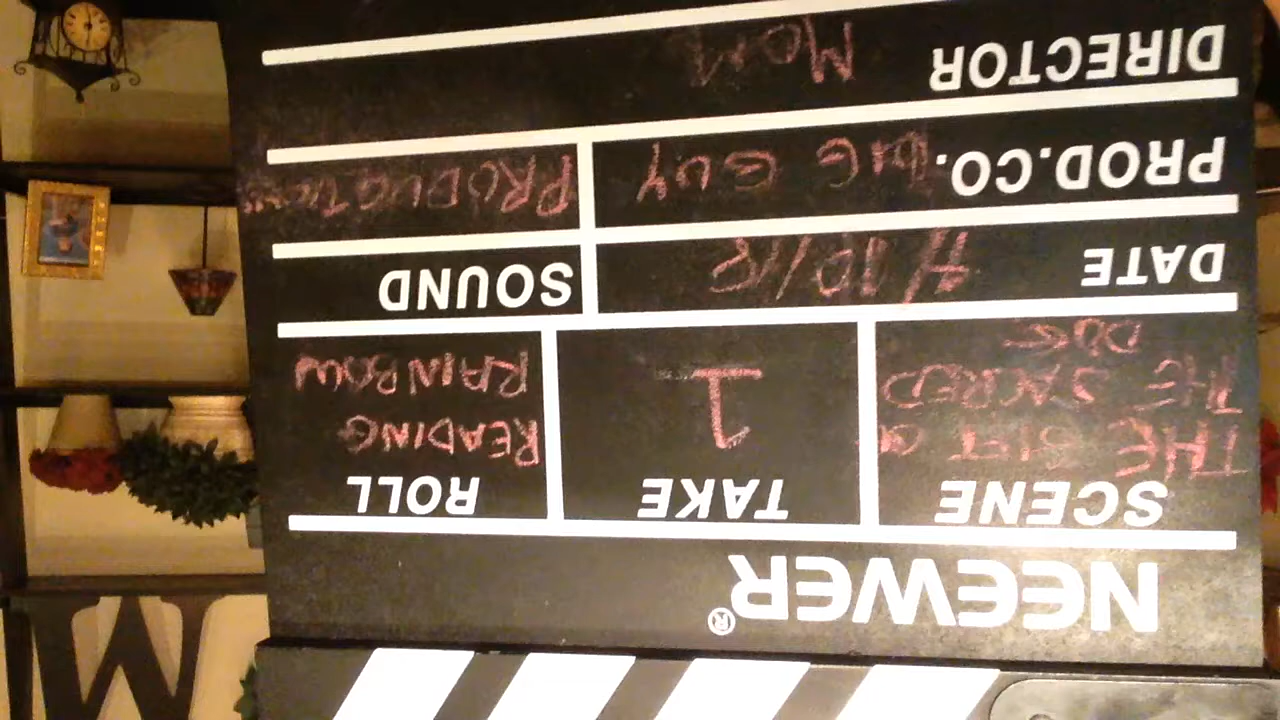 NEEWER®
SCENE TAKE ROLL
THE GIFT OF 1 READING
THE SACRED RAINBOW
DOG
DATE 4/10/18 SOUND
PROD.CO. BIG GUY PRODUCTIONS
DIRECTOR MOM
W